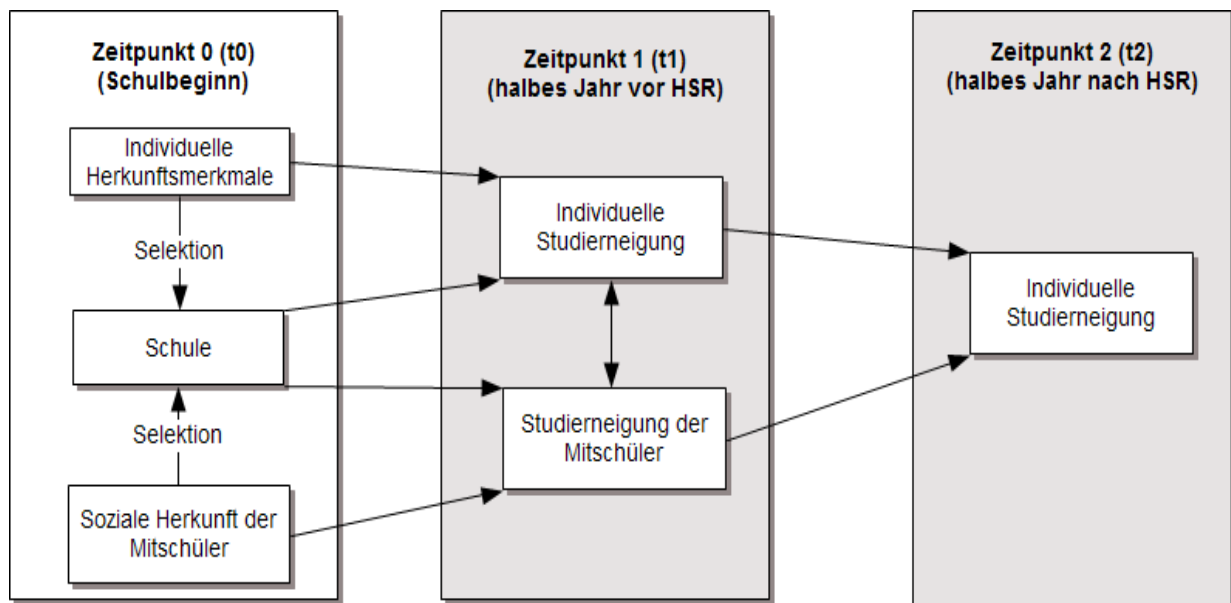 Zeitpunkt 0 (t0)
(Schulbeginn)
Individuelle
Herkunftsmerkmale
Selektion
Schule
Selektion
Soziale Herkunft der
Mitschüler
Zeitpunkt 1 (t1)
(halbes Jahr vor HSR)
Individuelle
Studierneigung
Studierneigung der
Mitschüler
Zeitpunkt 2 (t2)
(halbes Jahr nach HSR)
Individuelle
Studierneigung